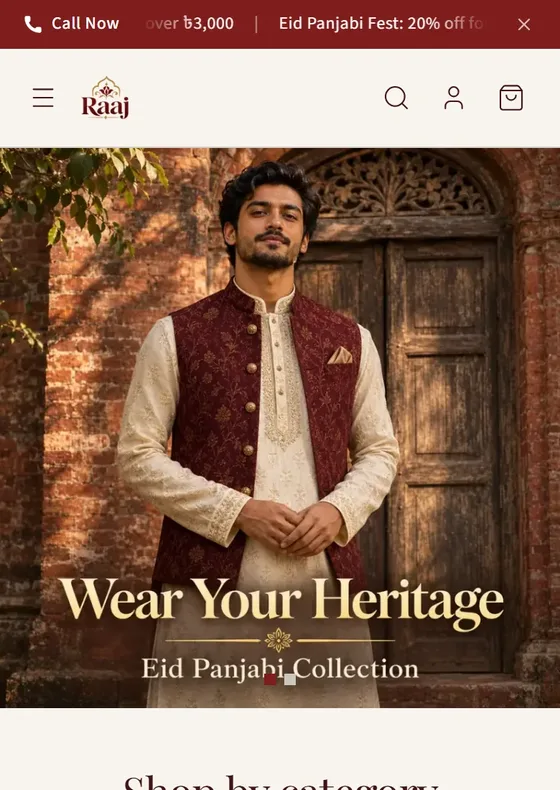 Call Now over ৳3,000 | Eid Panjabi Fest: 20% off fo
Raaj
Wear Your Heritage
Eid Panjabi Collection
Shop by category